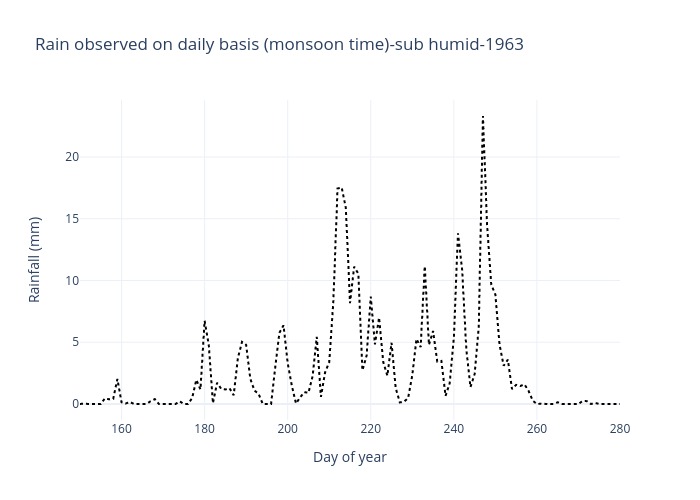 Rain observed on daily basis (monsoon time)-sub humid-1963
20
15
10
5
0
Rainfall (mm)
160 180 200 220 240 260 280
Day of year